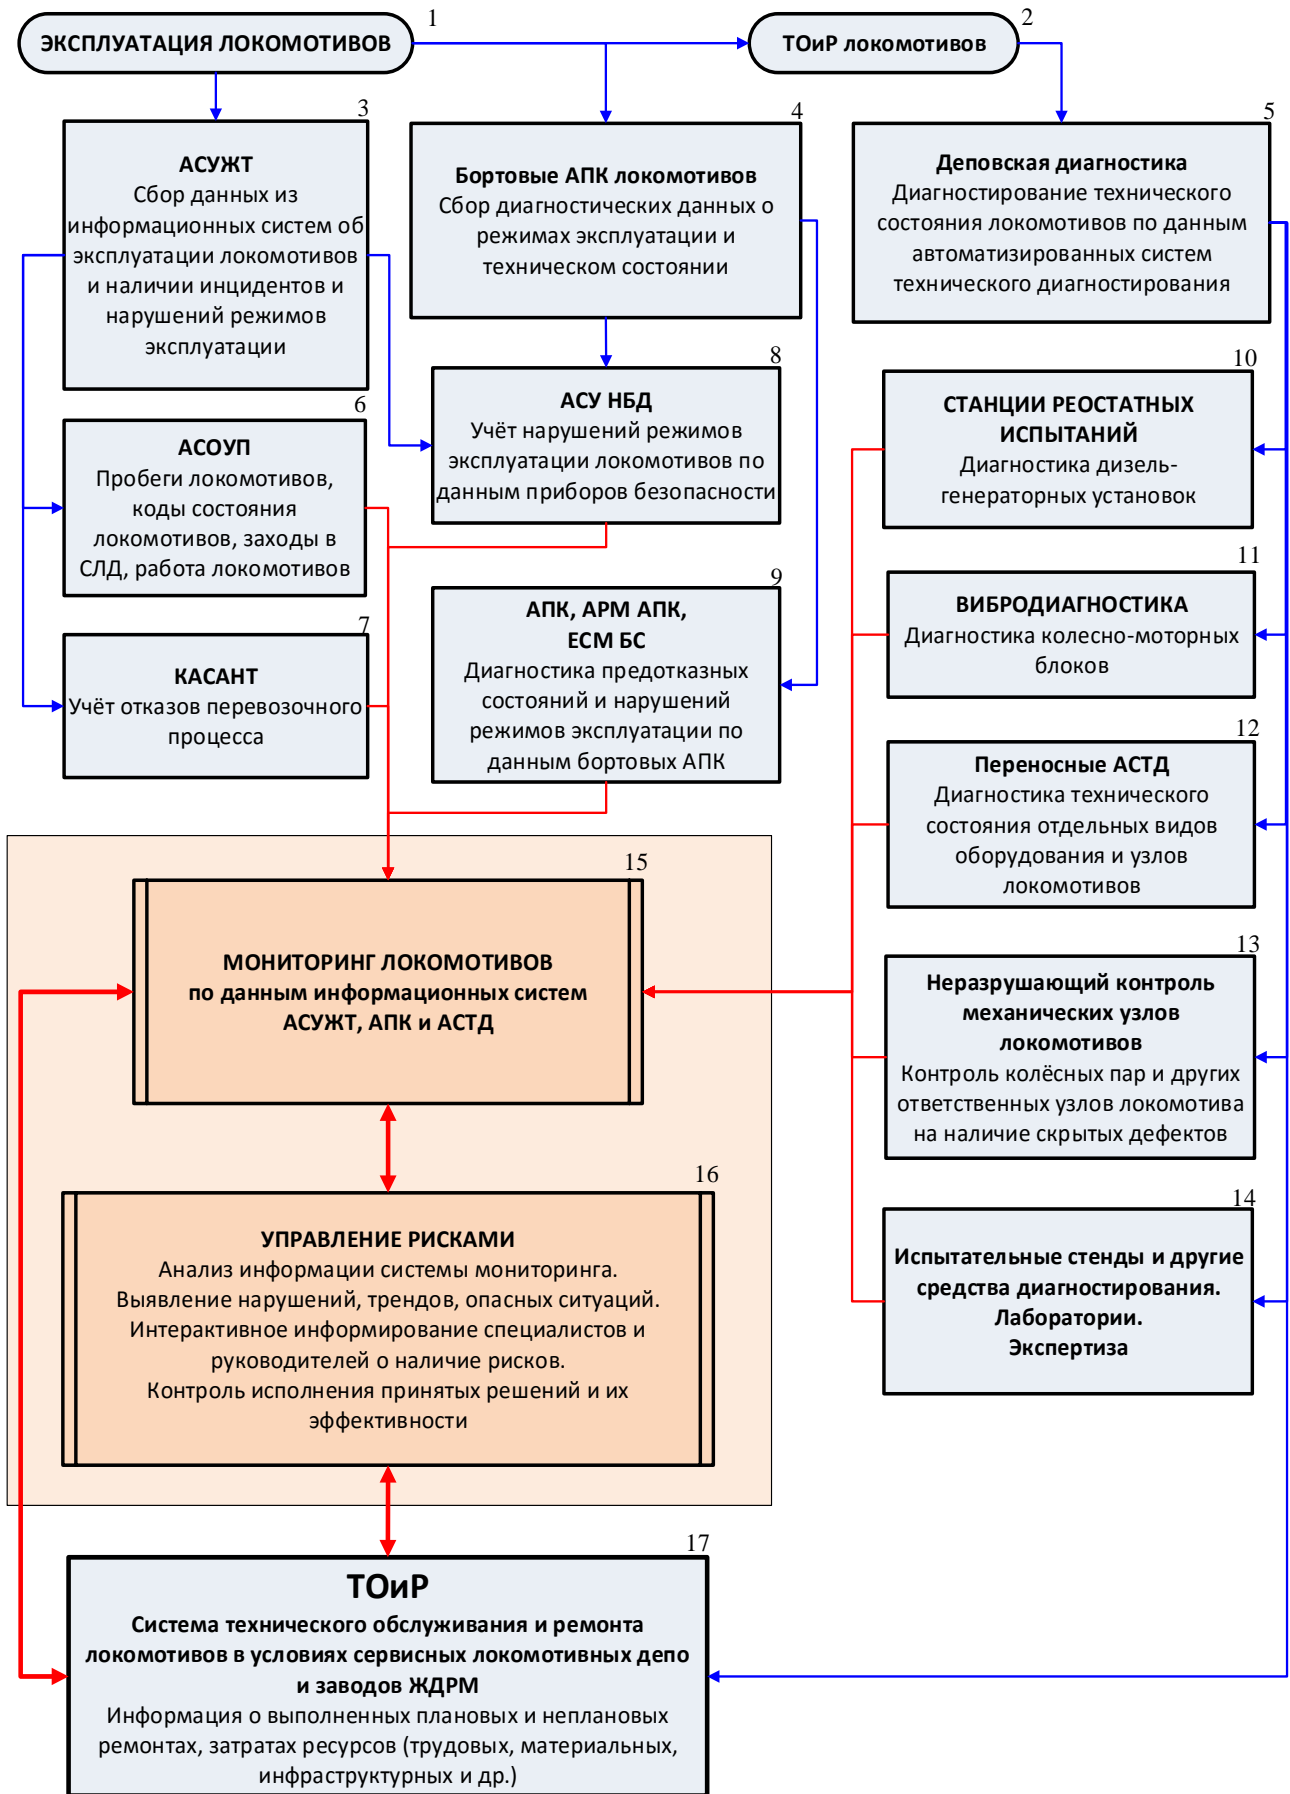 1
ЭКСПЛУАТАЦИЯ ЛОКОМОТИВОВ
2
ТОиР локомотивов
3
АСУЖТ
Сбор данных из
информационных систем об
эксплуатации локомотивов
и наличии инцидентов и
нарушений режимов
эксплуатации
4
Бортовые АПК локомотивов
Сбор диагностических данных о
режимах эксплуатации и
техническом состоянии
5
Деповская диагностика
Диагностирование технического
состояния локомотивов по данным
автоматизированных систем
технического диагностирования
6
АСОУП
Пробеги локомотивов,
коды состояния
локомотивов, заходы в
СЛД, работа локомотивов
7
КАСАНТ
Учёт отказов перевозочного
процесса
8
АСУ НБД
Учёт нарушений режимов
эксплуатации локомотивов по
данным приборов безопасности
9
АПК, АРМ АПК,
ЕСМ БС
Диагностика предотказных
состояний и нарушений
режимов эксплуатации по
данным бортовых АПК
10
СТАНЦИИ РЕОСТАТНЫХ
ИСПЫТАНИЙ
Диагностика дизель-
генераторных установок
11
ВИБРОДИАГНОСТИКА
Диагностика колесно-моторных
блоков
12
Переносные АСТД
Диагностика технического
состояния отдельных видов
оборудования и узлов
локомотивов
13
Неразрушающий контроль
механических узлов
локомотивов
Контроль колёсных пар и других
ответственных узлов локомотива
на наличие скрытых дефектов
14
Испытательные стенды и другие
средства диагностирования.
Лаборатории.
Экспертиза
15
МОНИТОРИНГ ЛОКОМОТИВОВ
по данным информационных систем
АСУЖТ, АПК и АСТД
16
УПРАВЛЕНИЕ РИСКАМИ
Анализ информации системы мониторинга.
Выявление нарушений, трендов, опасных ситуаций.
Интерактивное информирование специалистов и
руководителей о наличие рисков.
Контроль исполнения принятых решений и их
эффективности
17
ТОиР
Система технического обслуживания и ремонта
локомотивов в условиях сервисных локомотивных депо
и заводов ЖДРМ
Информация о выполненных плановых и неплановых
ремонтах, затратах ресурсов (трудовых, материальных,
инфраструктурных и др.)